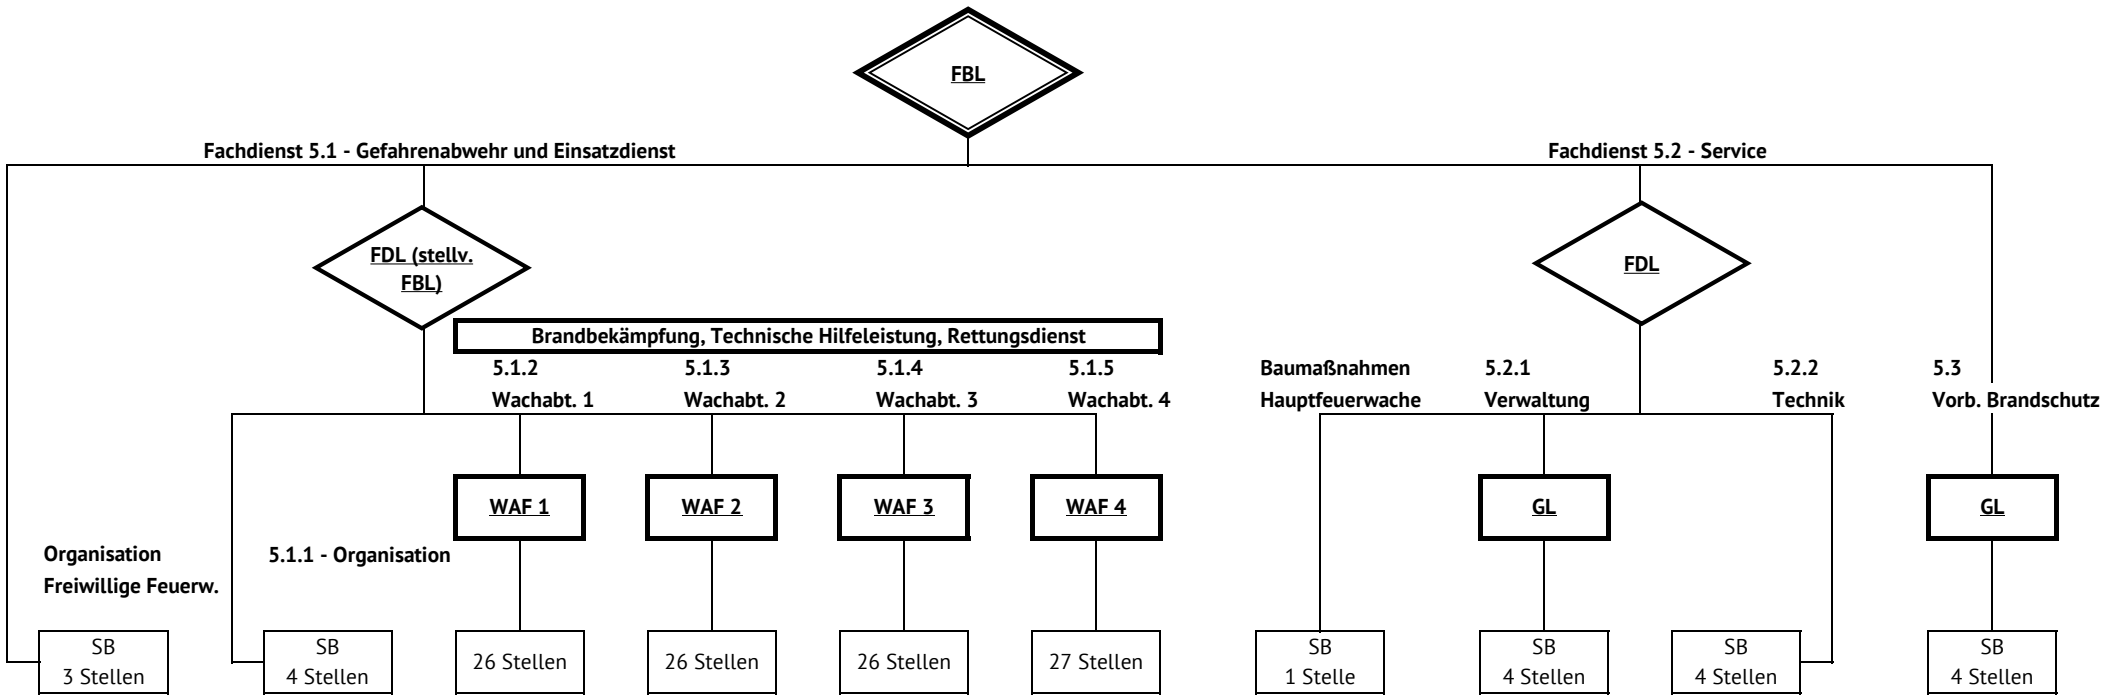 FBL
Fachdienst 5.1 - Gefahrenabwehr und Einsatzdienst
Fachdienst 5.2 - Service
FDL (stellv.
FBL)
FDL
Brandbekämpfung, Technische Hilfeleistung, Rettungsdienst
5.1.2
Wachabt. 1
5.1.3
Wachabt. 2
5.1.4
Wachabt. 3
5.1.5
Wachabt. 4
Baumaßnahmen
Hauptfeuerwache
5.2.1
Verwaltung
5.2.2
Technik
5.3
Vorb. Brandschutz
WAF 1
WAF 2
WAF 3
WAF 4
GL
GL
Organisation
Freiwillige Feuerw.
5.1.1 - Organisation
SB
3 Stellen
SB
4 Stellen
26 Stellen
26 Stellen
26 Stellen
27 Stellen
SB
1 Stelle
SB
4 Stellen
SB
4 Stellen
SB
4 Stellen